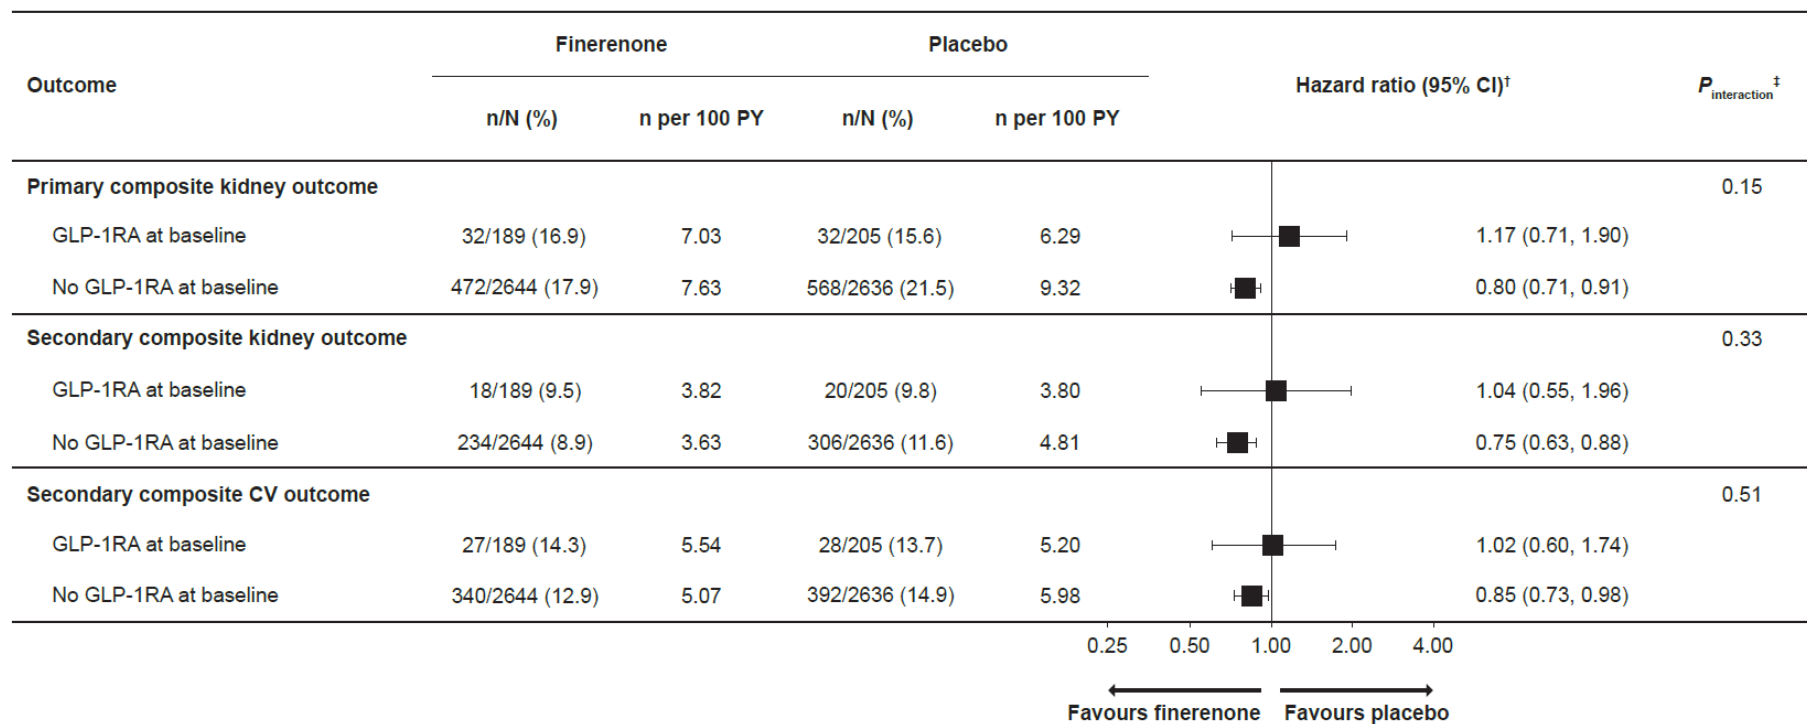 Finerenone Placebo
Outcome Hazard ratio (95% CI)† Pinteraction‡
n/N (%) n per 100 PY n/N (%) n per 100 PY
Primary composite kidney outcome 0.15
GLP-1RA at baseline 32/189 (16.9) 7.03 32/205 (15.6) 6.29 1.17 (0.71, 1.90)
No GLP-1RA at baseline 472/2644 (17.9) 7.63 568/2636 (21.5) 9.32 0.80 (0.71, 0.91)
Secondary composite kidney outcome 0.33
GLP-1RA at baseline 18/189 (9.5) 3.82 20/205 (9.8) 3.80 1.04 (0.55, 1.96)
No GLP-1RA at baseline 234/2644 (8.9) 3.63 306/2636 (11.6) 4.81 0.75 (0.63, 0.88)
Secondary composite CV outcome 0.51
GLP-1RA at baseline 27/189 (14.3) 5.54 28/205 (13.7) 5.20 1.02 (0.60, 1.74)
No GLP-1RA at baseline 340/2644 (12.9) 5.07 392/2636 (14.9) 5.98 0.85 (0.73, 0.98)
0.25 0.50 1.00 2.00 4.00
Favours finerenone Favours placebo